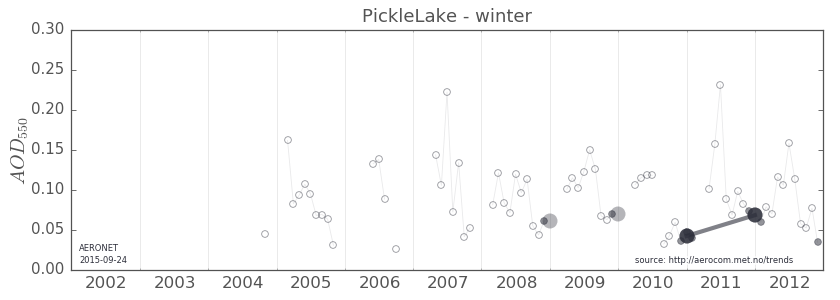 PickleLake - winter
0.30
0.25
0.20
0.15
0.10
0.05
0.00
AOD550
AERONET
2015-09-24
source: http://aerocom.met.no/trends
2002 2003 2004 2005 2006 2007 2008 2009 2010 2011 2012